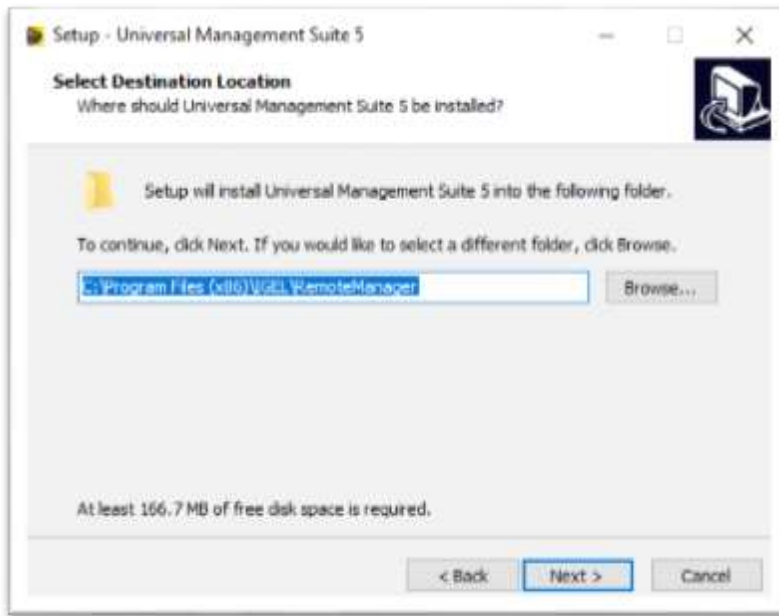 Setup - Universal Management Suite 5
Select Destination Location
Where should Universal Management Suite 5 be installed?
Setup will install Universal Management Suite 5 into the following folder.
To continue, click Next. If you would like to select a different folder, click Browse.
C:\Program Files (x86)\IGEL\RemoteManager
Browse...
At least 166.7 MB of free disk space is required.
< Back
Next >
Cancel